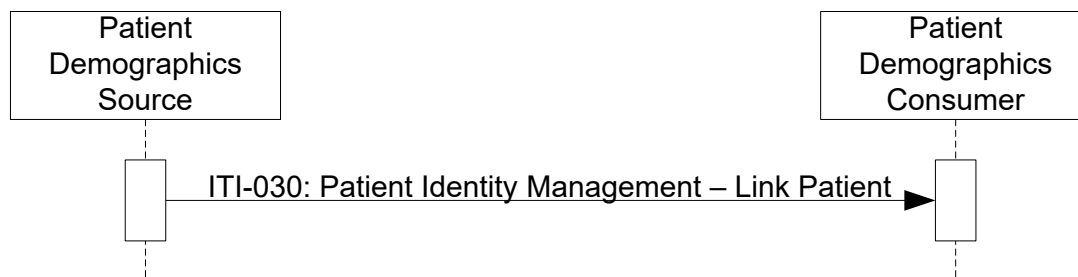 Patient
Demographics
Source
Patient
Demographics
Consumer
ITI-030: Patient Identity Management – Link Patient